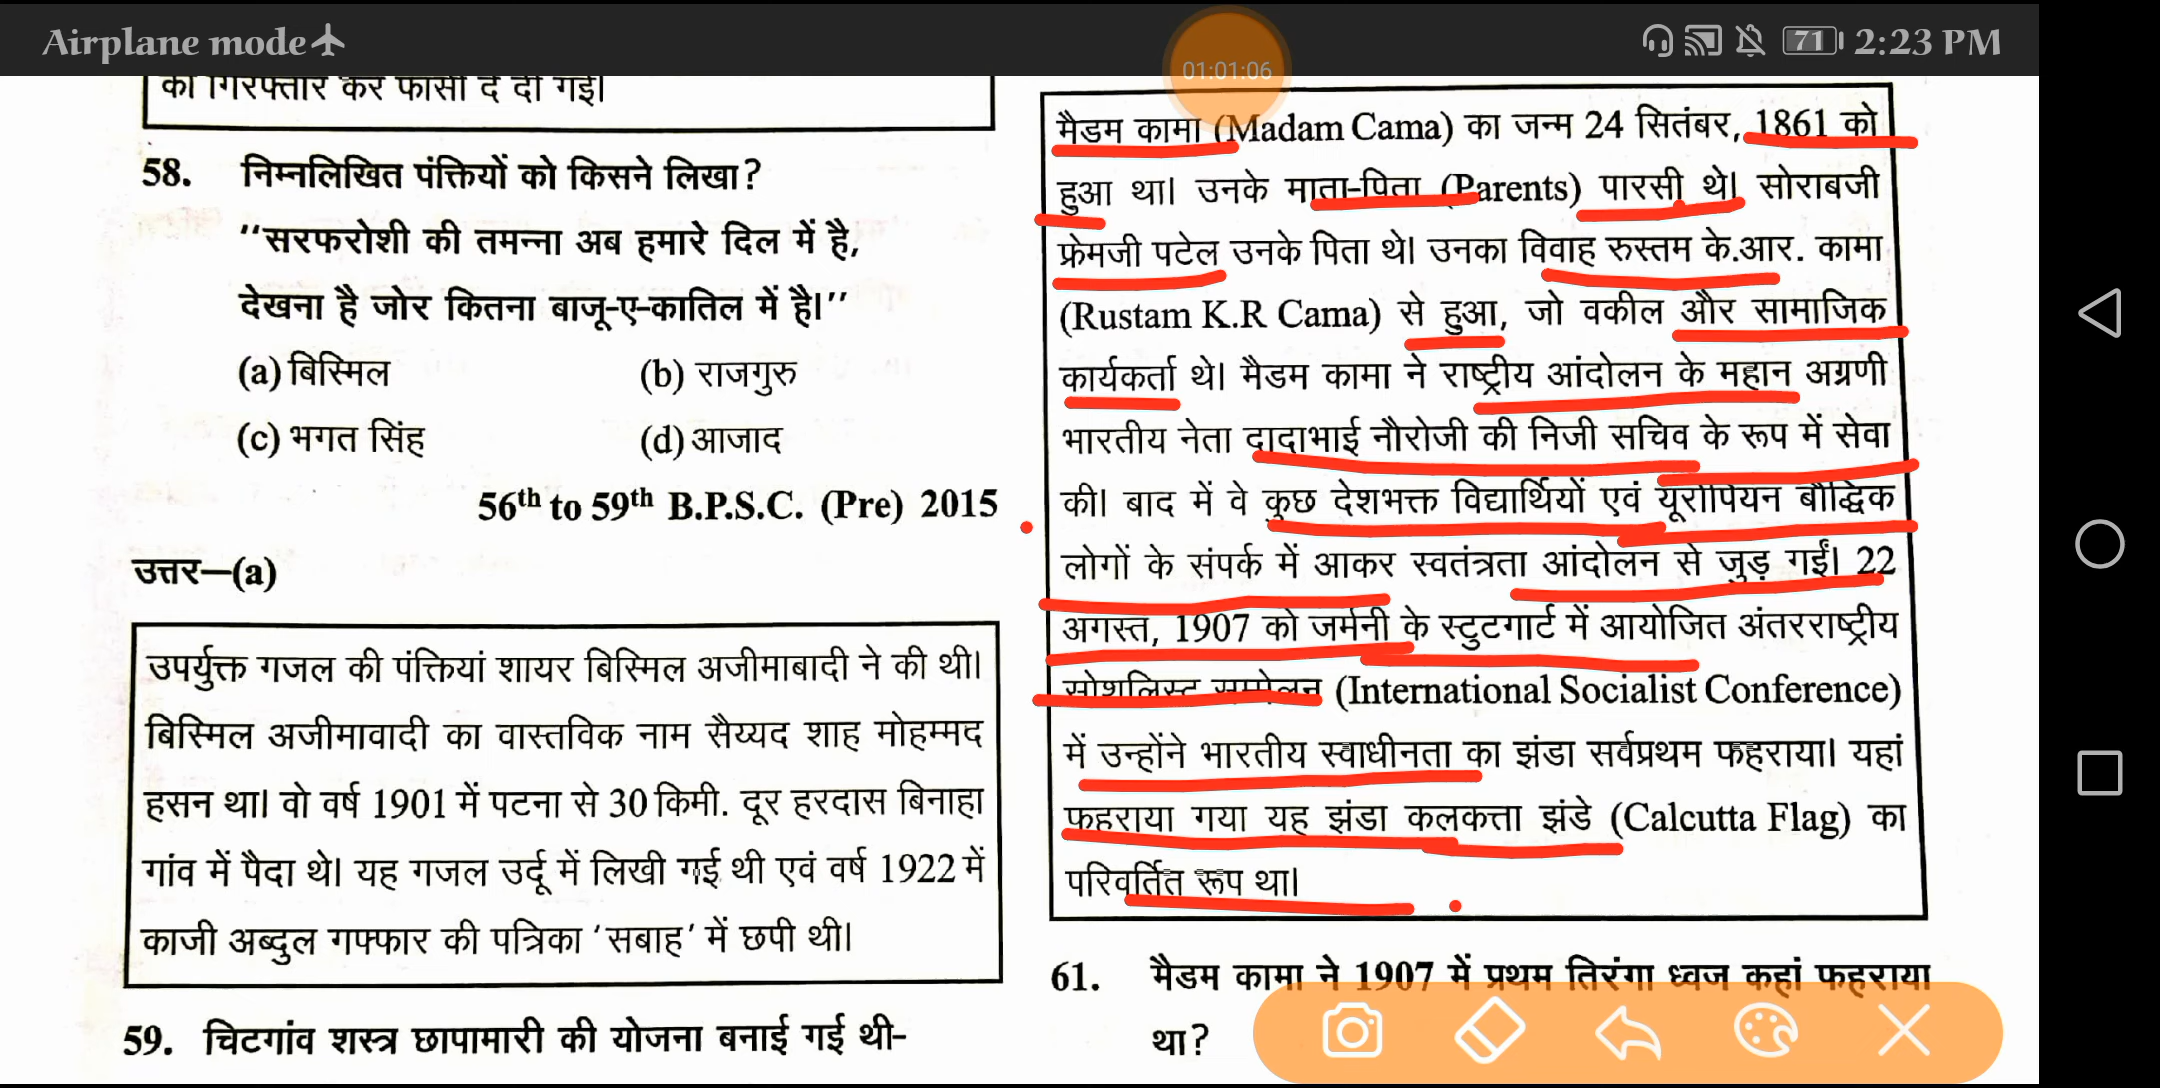 Airplane mode
71 2:23 PM
01:01:06
को गिरफ्तार कर फांसी दे दी गई।
58. निम्नलिखित पंक्तियों को किसने लिखा?
“सरफरोशी की तमन्ना अब हमारे दिल में है,
देखना है जोर कितना बाजू-ए-कातिल में है।”
(a) बिस्मिल (b) राजगुरु
(c) भगत सिंह (d) आजाद
56th to 59th B.P.S.C. (Pre) 2015
उत्तर—(a)
उपर्युक्त गजल की पंक्तियां शायर बिस्मिल अजीमाबादी ने की थी।
बिस्मिल अजीमावादी का वास्तविक नाम सैय्यद शाह मोहम्मद
हसन था। वो वर्ष 1901 में पटना से 30 किमी. दूर हरदास बिनाहा
गांव में पैदा थे। यह गजल उर्दू में लिखी गई थी एवं वर्ष 1922 में
काजी अब्दुल गफ्फार की पत्रिका ‘सबाह’ में छपी थी।
59. चिटगांव शस्त्र छापामारी की योजना बनाई गई थी-
मैडम कामा (Madam Cama) का जन्म 24 सितंबर, 1861 को
हुआ था। उनके माता-पिता (Parents) पारसी थे। सोराबजी
फ्रेमजी पटेल उनके पिता थे। उनका विवाह रुस्तम के.आर. कामा
(Rustam K.R Cama) से हुआ, जो वकील और सामाजिक
कार्यकर्ता थे। मैडम कामा ने राष्ट्रीय आंदोलन के महान अग्रणी
भारतीय नेता दादाभाई नौरोजी की निजी सचिव के रूप में सेवा
की। बाद में वे कुछ देशभक्त विद्यार्थियों एवं यूरोपियन बौद्धिक
लोगों के संपर्क में आकर स्वतंत्रता आंदोलन से जुड़ गईं। 22
अगस्त, 1907 को जर्मनी के स्टुटगार्ट में आयोजित अंतरराष्ट्रीय
सोशलिस्ट सम्मेलन (International Socialist Conference)
में उन्होंने भारतीय स्वाधीनता का झंडा सर्वप्रथम फहराया। यहां
फहराया गया यह झंडा कलकत्ता झंडे (Calcutta Flag) का
परिवर्तित रूप था।
61. मैडम कामा ने 1907 में प्रथम तिरंगा ध्वज कहां फहराया
था?